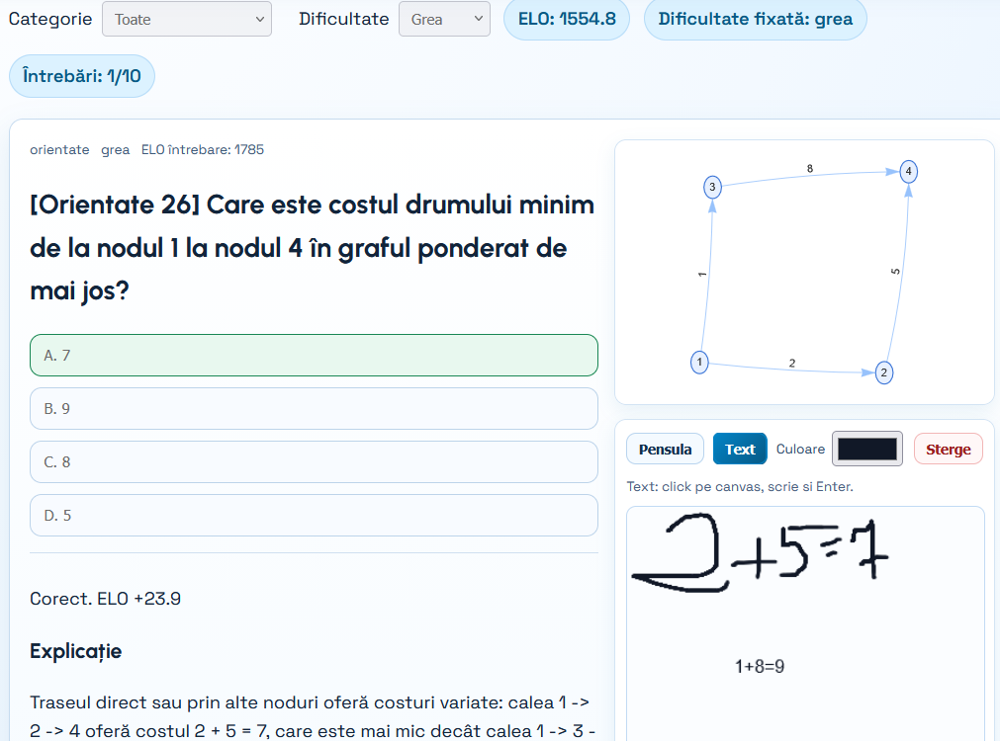 Categorie Toate Dificultate Grea ELO: 1554.8 Dificultate fixată: grea
Întrebări: 1/10
orientate grea ELO întrebare: 1785
[Orientate 26] Care este costul drumului minim
de la nodul 1 la nodul 4 în graful ponderat de
mai jos?
A. 7
B. 9
C. 8
D. 5
Corect. ELO +23.9
Explicație
Traseul direct sau prin alte noduri oferă costuri variate: calea 1 ->
2 -> 4 oferă costul 2 + 5 = 7, care este mai mic decât calea 1 -> 3 -
8
3
4
1
5
1
2
2
Pensula Text Culoare Sterge
Text: click pe canvas, scrie si Enter.
2+5=7
1+8=9